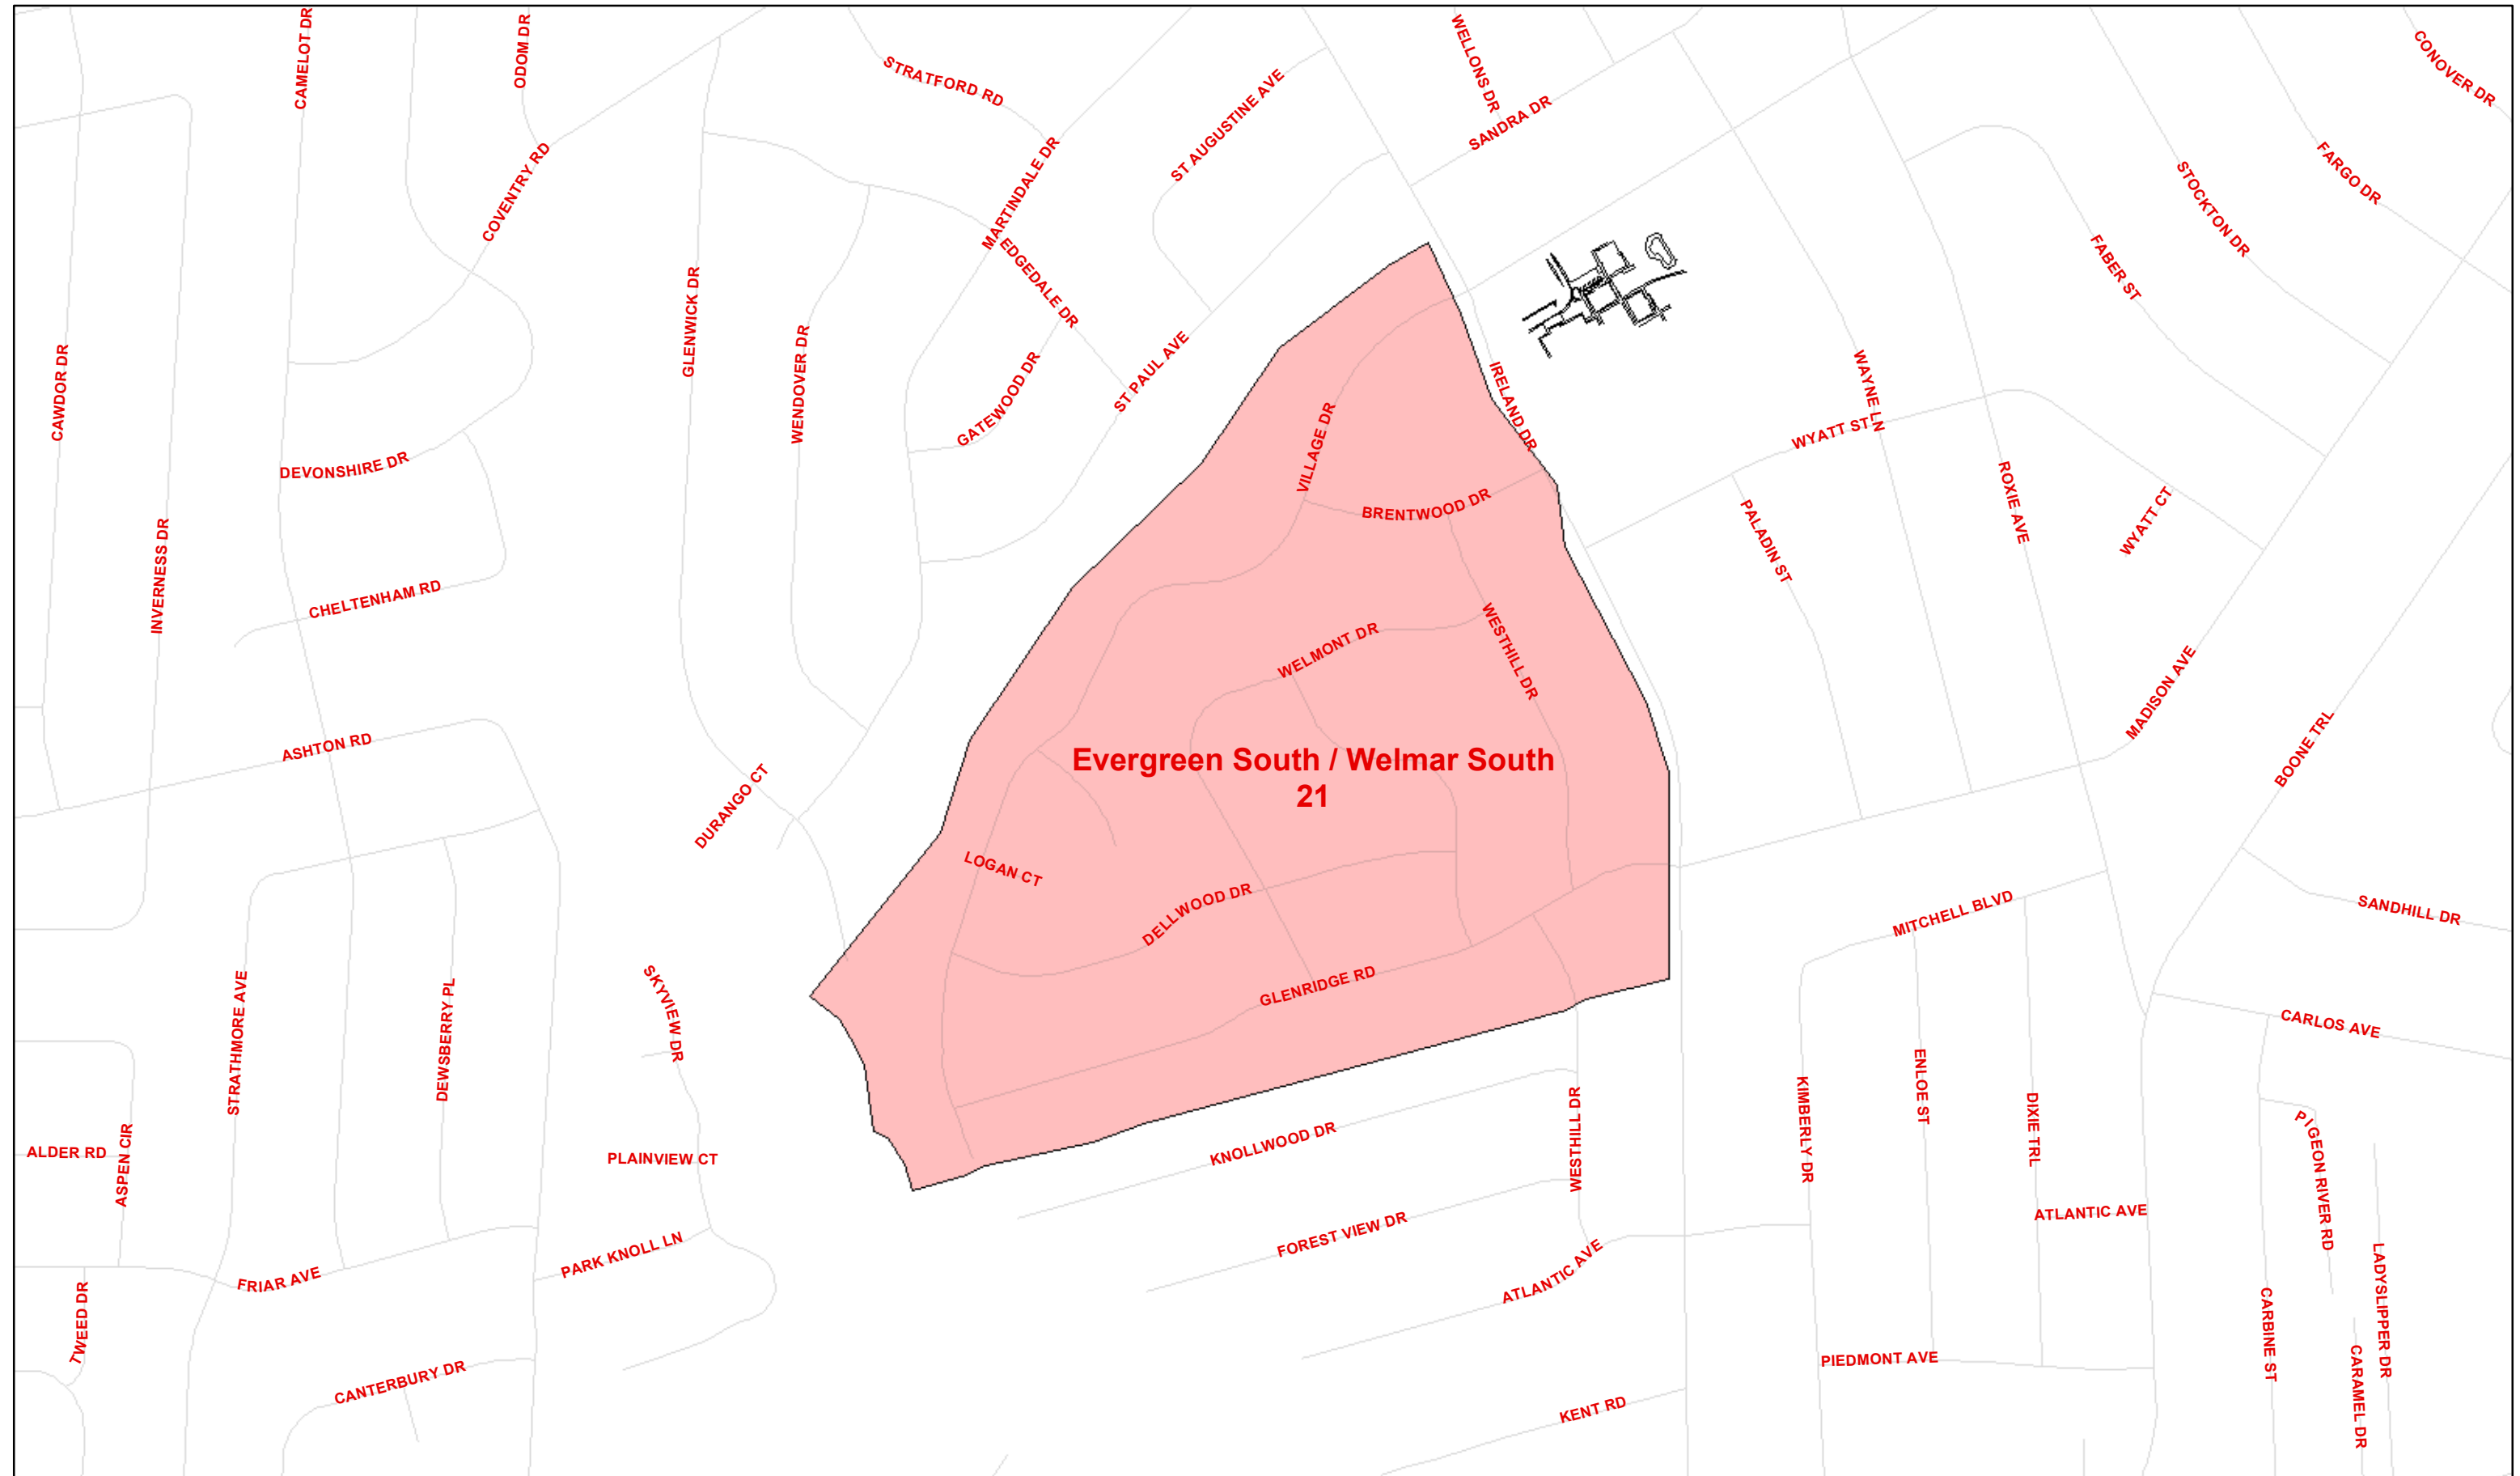 CAMELOT DR
ODOM DR
STRATFORD RD
WELLONS DR
CONOVER DR
SANDRA DR
ST AUGUSTINE AVE
COVENTRY RD
MARTINDALE DR
FARGO DR
STOCKTON DR
EDGEDALE DR
FABER ST
GLENWICK DR
WENDOVER DR
CAWDOR DR
GATEWOOD DR
ST PAUL AVE
IRELAND DR
WAYNE LN
VILLAGE DR
WYATT ST
DEVONSHIRE DR
BRENTWOOD DR
ROXIE AVE
WYATT CT
PALADIN ST
INVERNESS DR
CHELTENHAM RD
WELMONT DR
WESTHILL DR
MADISON AVE
ASHTON RD
BOONE TRL
Evergreen South / Welmar South
21
DURANGO CT
LOGAN CT
DELLWOOD DR
MITCHELL BLVD
SANDHILL DR
GLENRIDGE RD
SKYVIEW DR
STRATHMORE AVE
DEWSBERRY PL
CARLOS AVE
ENLOE ST
KIMBERLY DR
DIXIE TRL
WESTHILL DR
KNOLLWOOD DR
ALDER RD
ASPEN CIR
PLAINVIEW CT
PIGEON RIVER RD
ATLANTIC AVE
FOREST VIEW DR
PARK KNOLL LN
FRIAR AVE
ATLANTIC AVE
TWEED DR
LADYSLIPPER DR
CARBINE ST
PIEDMONT AVE
CANTERBURY DR
CARAMEL DR
KENT RD